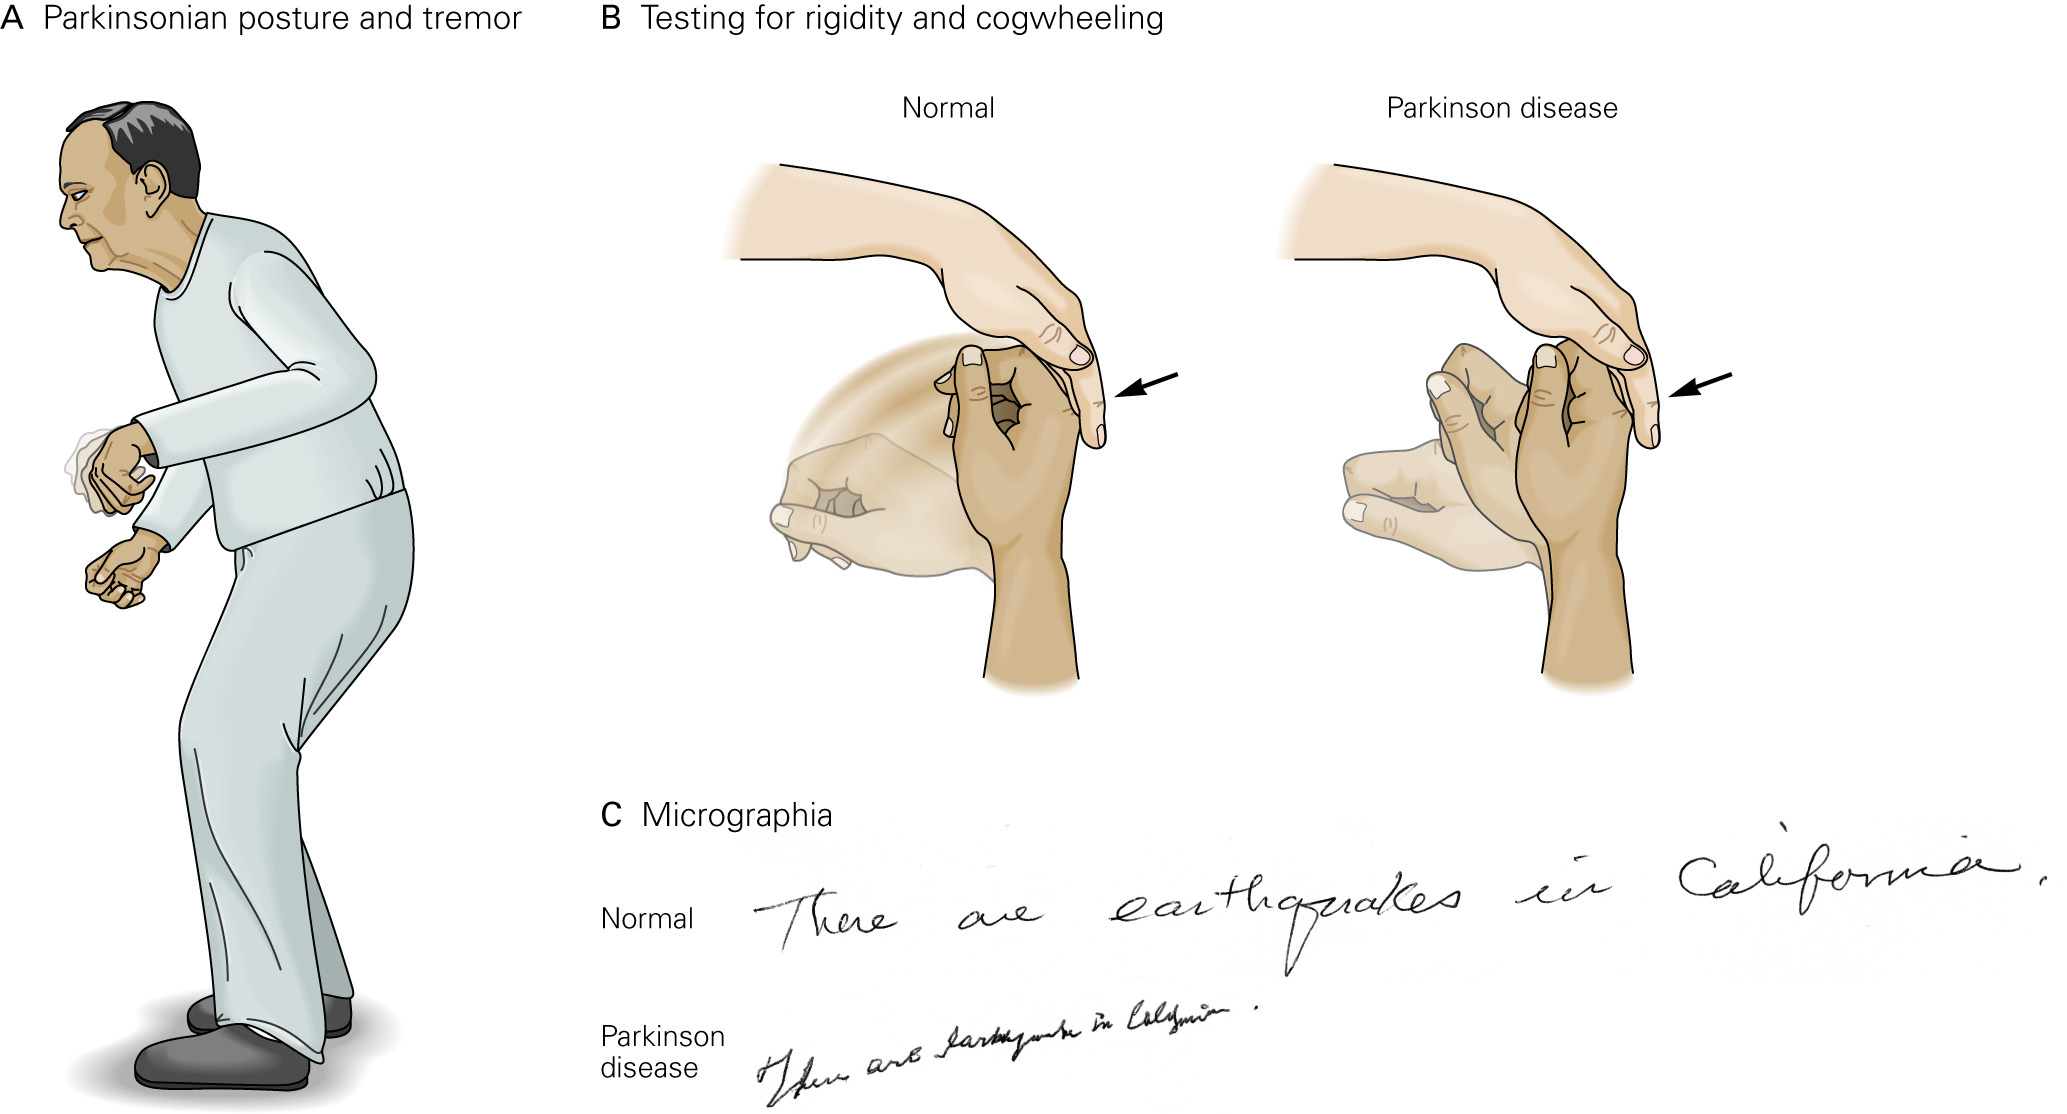 A Parkinsonian posture and tremor
B Testing for rigidity and cogwheeling
Normal
Parkinson disease
C Micrographia
Normal
There are earthquakes in California.
Parkinson
disease
There are earthquake in California.